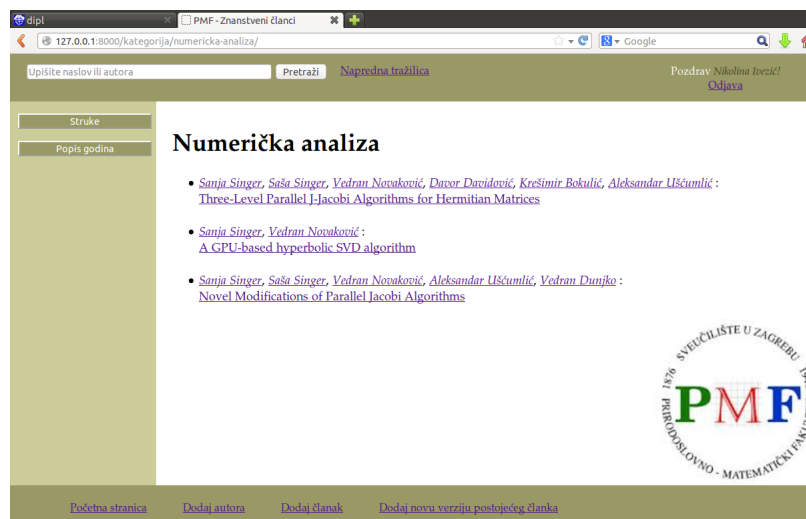 dipl
PMF - Znanstveni članci
127.0.0.1:8000/kategorija/numericka-analiza/
Google
Upišite naslov ili autora
Pretraži
Napredna tražilica
Pozdrav Nikolina Ivezić!
Odjava
Struke
Popis godina
Numerička analiza
Sanja Singer, Saša Singer, Vedran Novaković, Davor Davidović, Krešimir Bokulić, Aleksandar Ušćumlić :
Three-Level Parallel J-Jacobi Algorithms for Hermitian Matrices
Sanja Singer, Vedran Novaković :
A GPU-based hyperbolic SVD algorithm
Sanja Singer, Saša Singer, Vedran Novaković, Aleksandar Ušćumlić, Vedran Dunjko :
Novel Modifications of Parallel Jacobi Algorithms
SVEUČILIŠTE U ZAGREBU
1876
PMF
PRIRODOSLOVNO - MATEMATIČKI
Početna stranica
Dodaj autora
Dodaj članak
Dodaj novu verziju postojećeg članka